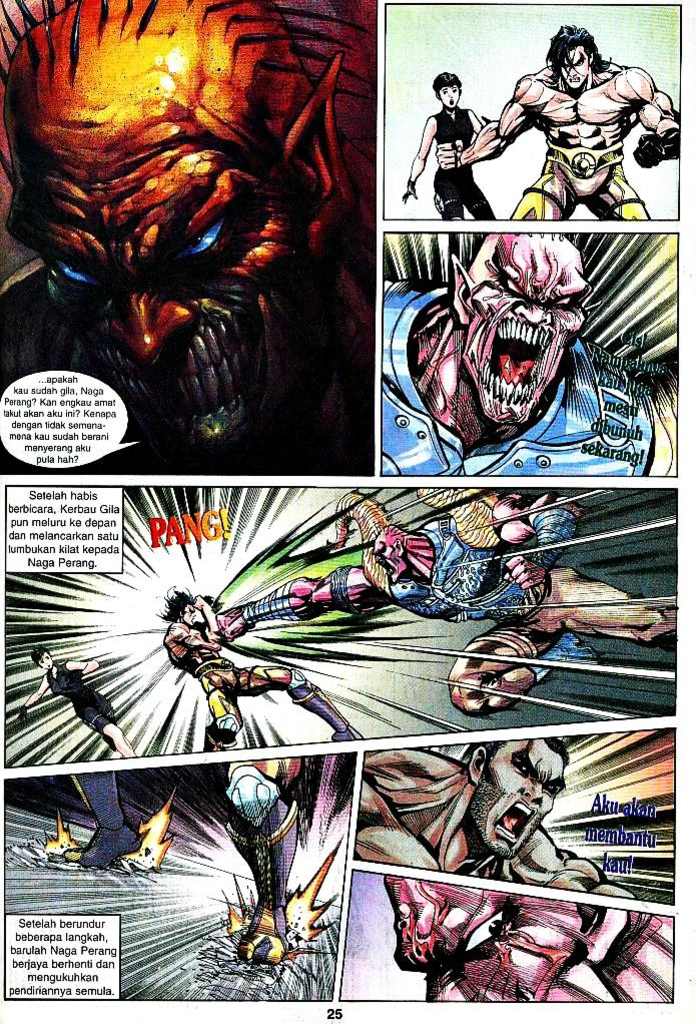 ...apakah
kau sudah gila, Naga
Perang? Kan engkau amat
takut akan aku ini? Kenapa
dengan tidak semena-
mena kau sudah berani
menyerang aku
pula hah?
kau
mesti
dibunuh
sekarang!
Setelah habis
berbicara, Kerbau Gila
pun meluru ke depan
dan melancarkan satu
tumbukan kilat kepada
Naga Perang.
PANG!
Aku akan
membantu
kau!
Setelah berundur
beberapa langkah,
barulah Naga Perang
berjaya berhenti dan
mengukuhkan
pendiriannya semula.
25